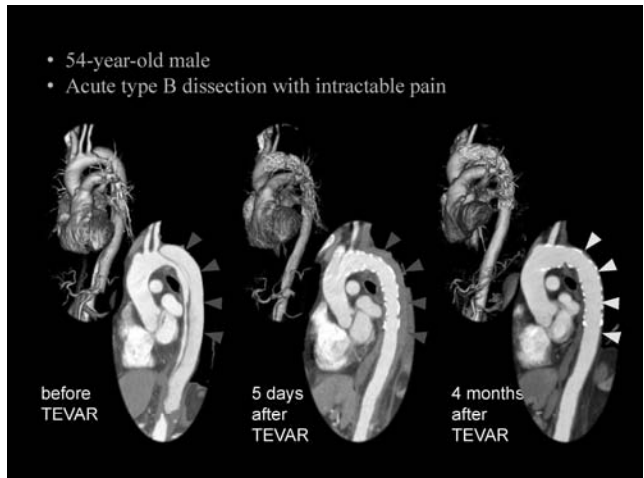 • 54-year-old male
• Acute type B dissection with intractable pain
before
TEVAR
5 days
after
TEVAR
4 months
after
TEVAR